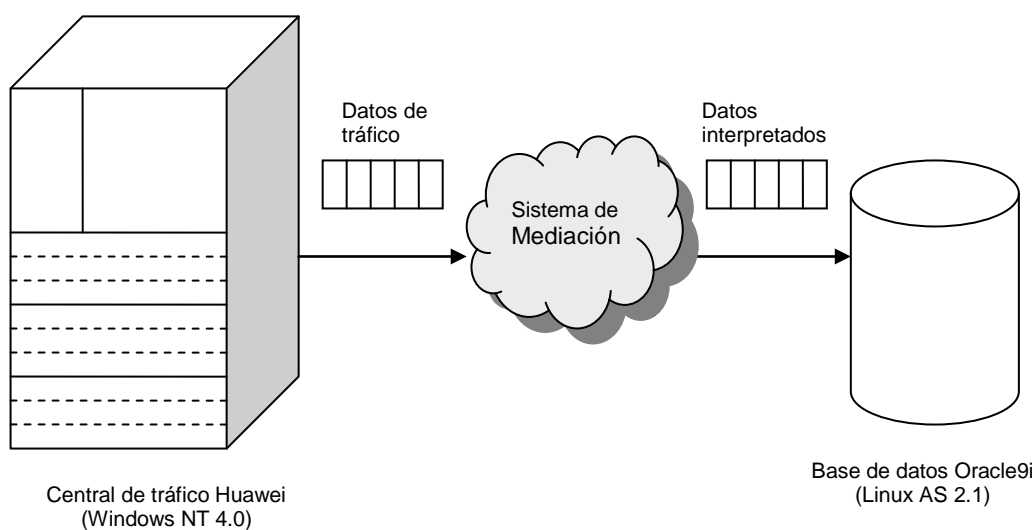 Datos de
tráfico
Datos
interpretados
Sistema de
Mediación
Central de tráfico Huawei
(Windows NT 4.0)
Base de datos Oracle9i
(Linux AS 2.1)